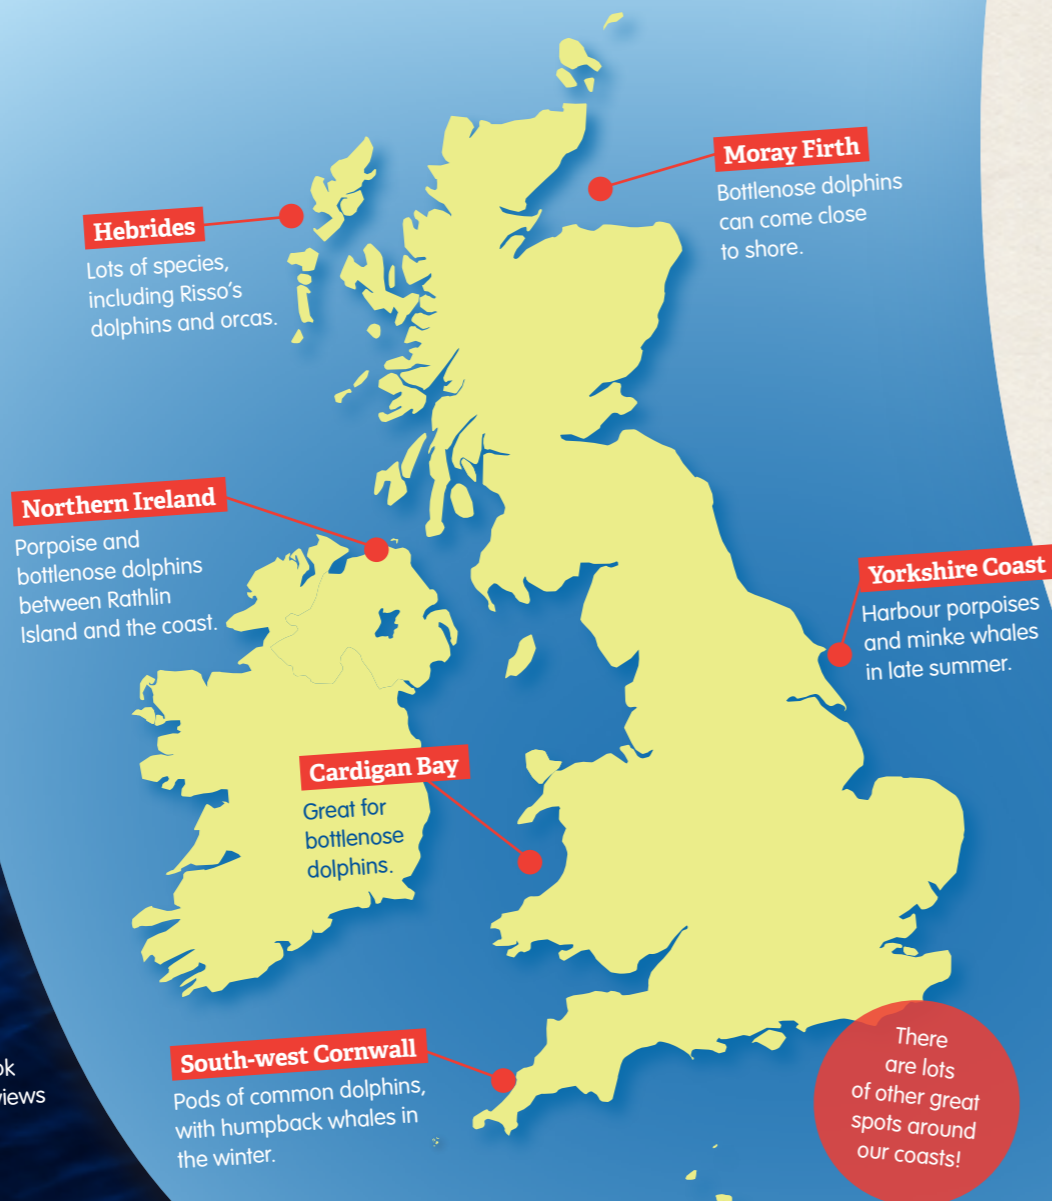 Moray Firth
Bottlenose dolphins
can come close
to shore.
Hebrides
Lots of species,
including Risso's
dolphins and orcas.
Northern Ireland
Porpoise and
bottlenose dolphins
between Rathlin
Island and the coast.
Yorkshire Coast
Harbour porpoises
and minke whales
in late summer.
Cardigan Bay
Great for
bottlenose
dolphins.
South-west Cornwall
Pods of common dolphins,
with humpback whales in
the winter.
There
are lots
of other great
spots around
our coasts!